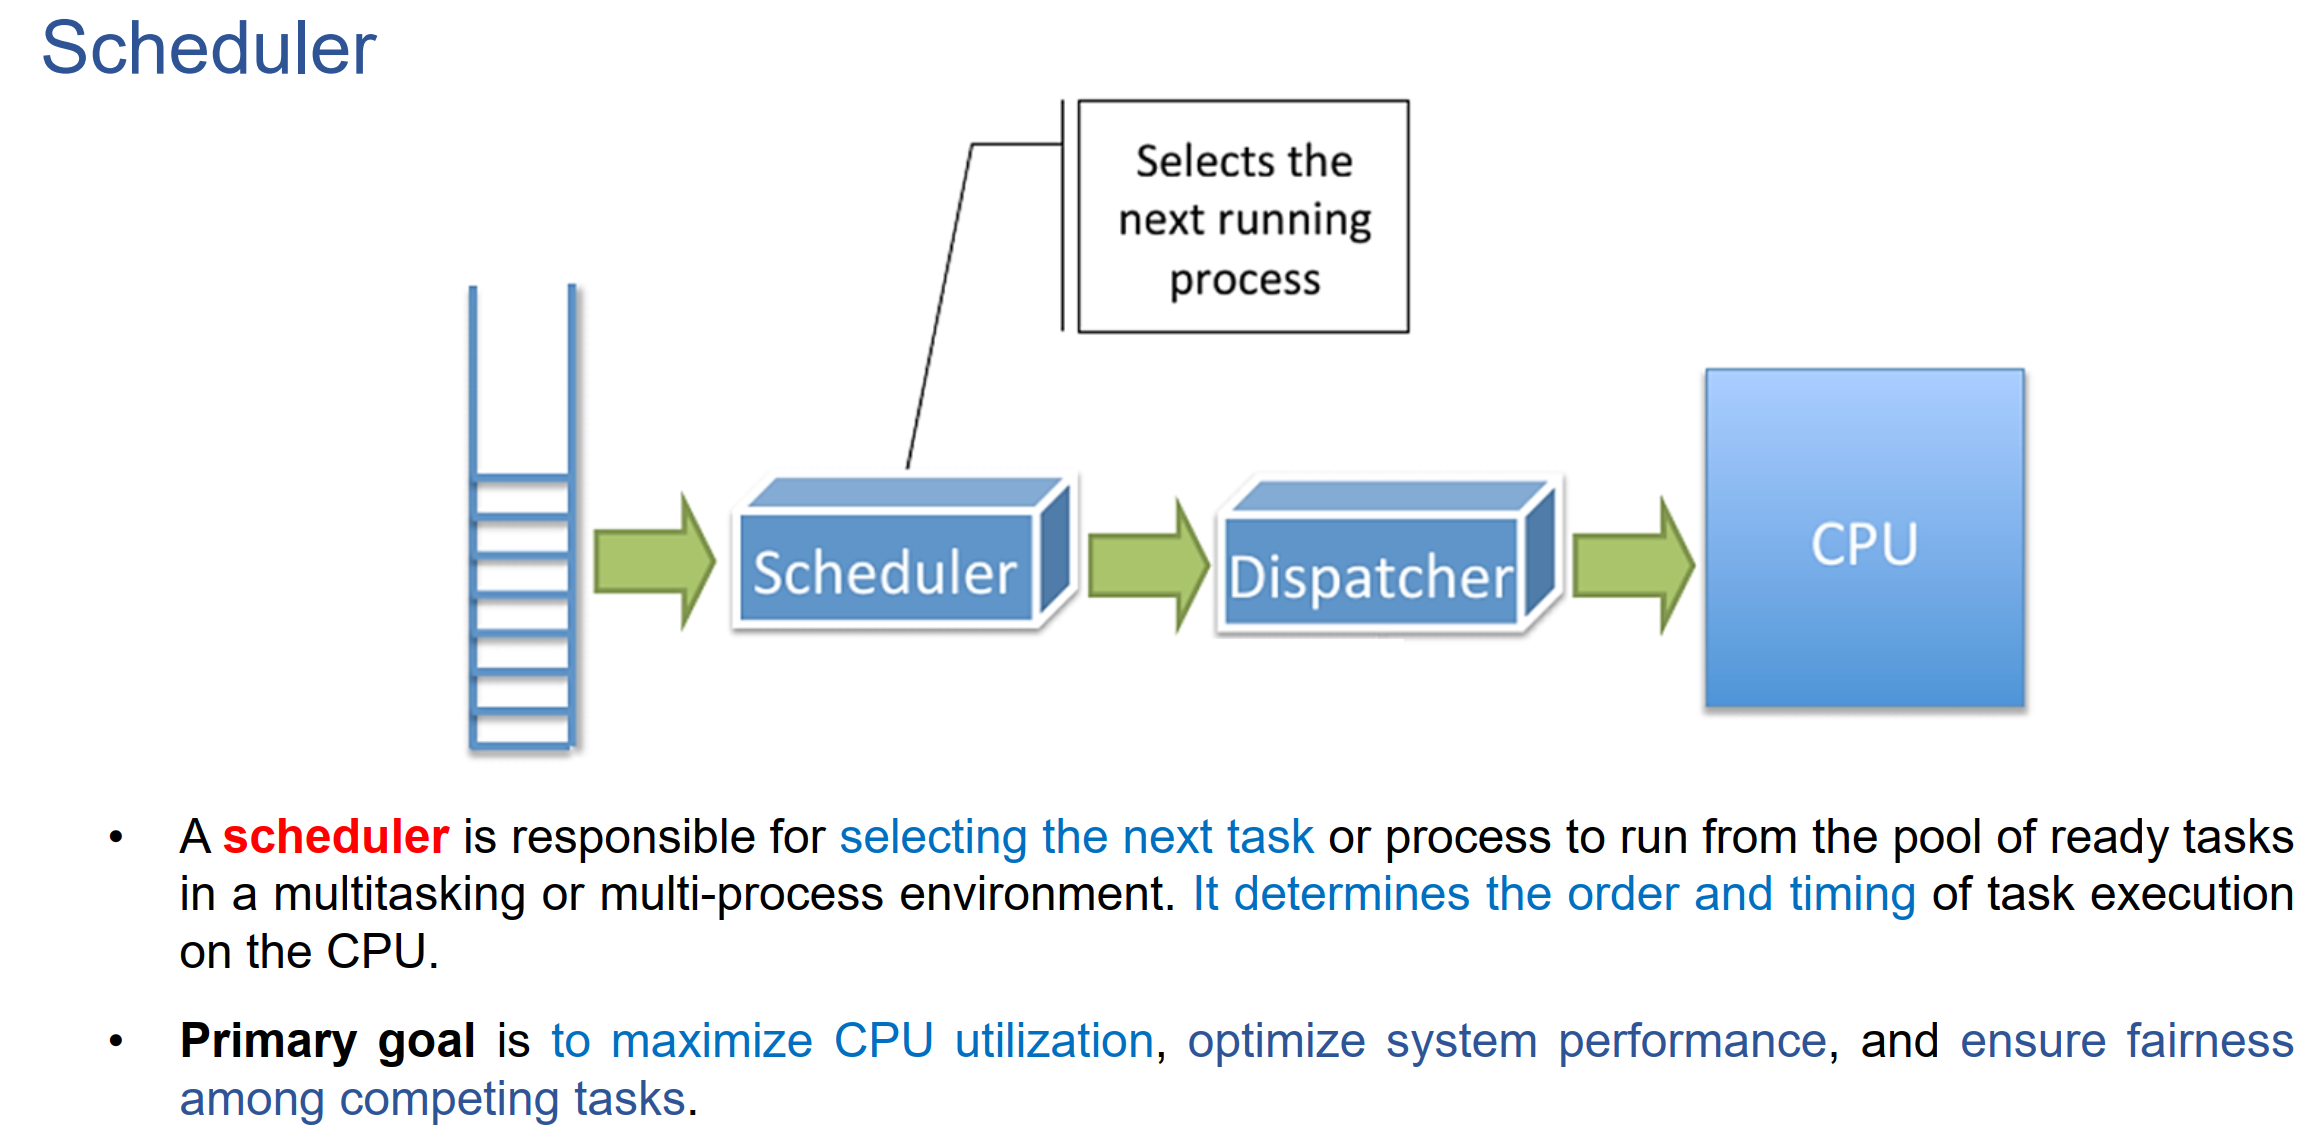 Scheduler
Selects the
next running
process
Scheduler
Dispatcher
CPU
• A scheduler is responsible for selecting the next task or process to run from the pool of ready tasks
in a multitasking or multi-process environment. It determines the order and timing of task execution
on the CPU.
• Primary goal is to maximize CPU utilization, optimize system performance, and ensure fairness
among competing tasks.